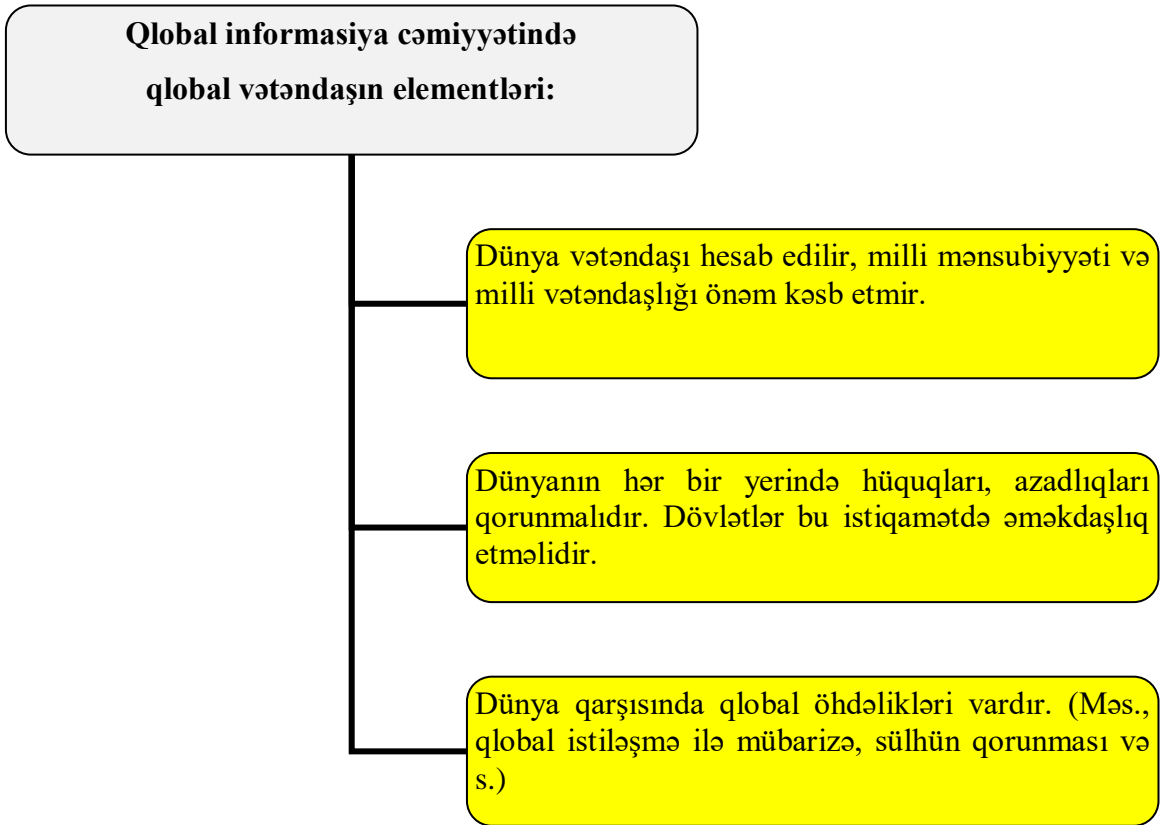 Qlobal informasiya cəmiyyətində
qlobal vətəndaşın elementləri:
Dünya vətəndaşı hesab edilir, milli mənsubiyyəti və
milli vətəndaşlığı önəm kəsb etmir.
Dünyanın hər bir yerində hüquqları, azadlıqları
qorunmalıdır. Dövlətlər bu istiqamətdə əməkdaşlıq
etməlidir.
Dünya qarşısında qlobal öhdəlikləri vardır. (Məs.,
qlobal istiləşmə ilə mübarizə, sülhün qorunması və
s.)